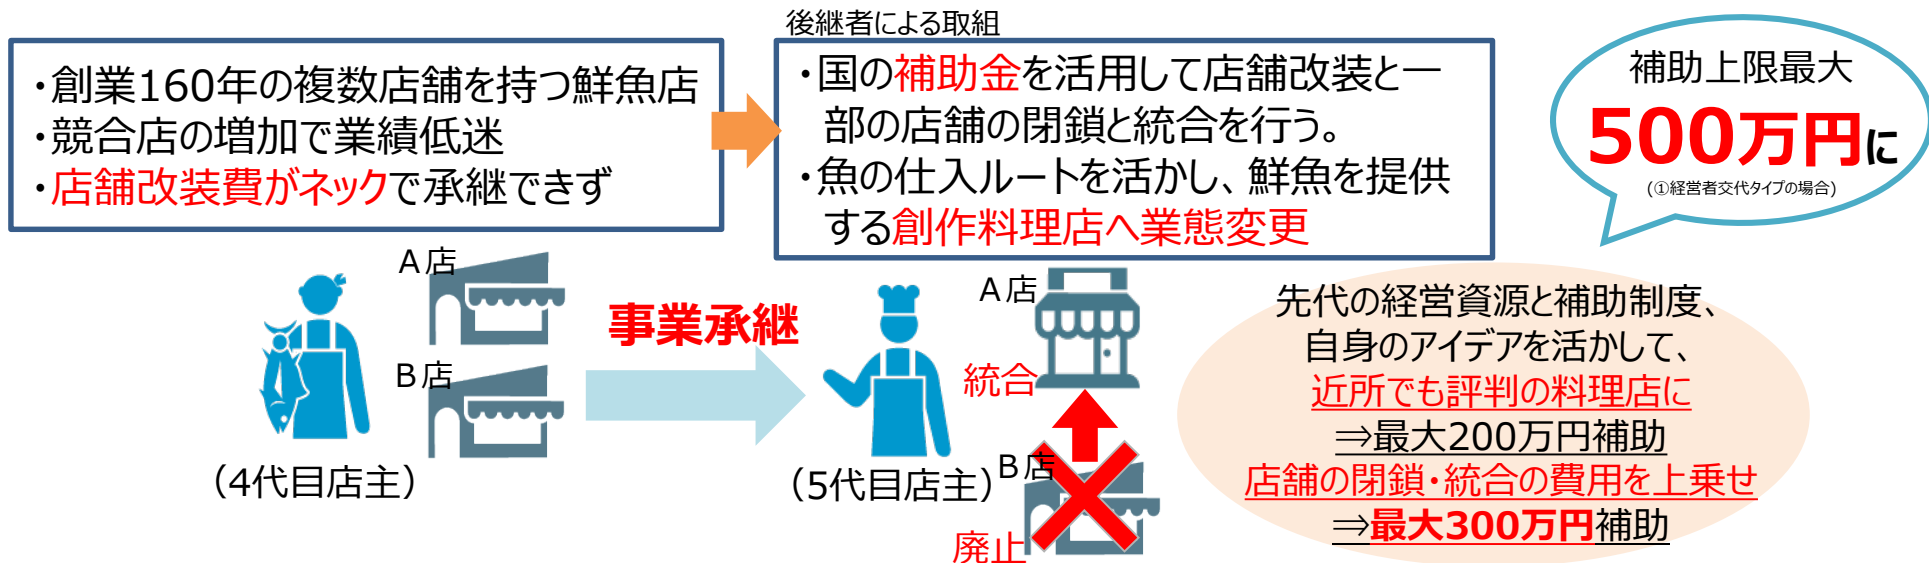 ・創業160年の複数店舗を持つ鮮魚店
・競合店の増加で業績低迷
・店舗改装費がネックで承継できず
後継者による取組
・国の補助金を活用して店舗改装と一
部の店舗の閉鎖と統合を行う。
・魚の仕入ルートを活かし、鮮魚を提供
する創作料理店へ業態変更
補助上限最大
500万円に
(①経営者交代タイプの場合)
A店
B店
(4代目店主)
事業承継
A店
統合
(5代目店主)
B店
廃止
先代の経営資源と補助制度、
自身のアイデアを活かして、
近所でも評判の料理店に
⇒最大200万円補助
店舗の閉鎖・統合の費用を上乗せ
⇒最大300万円補助